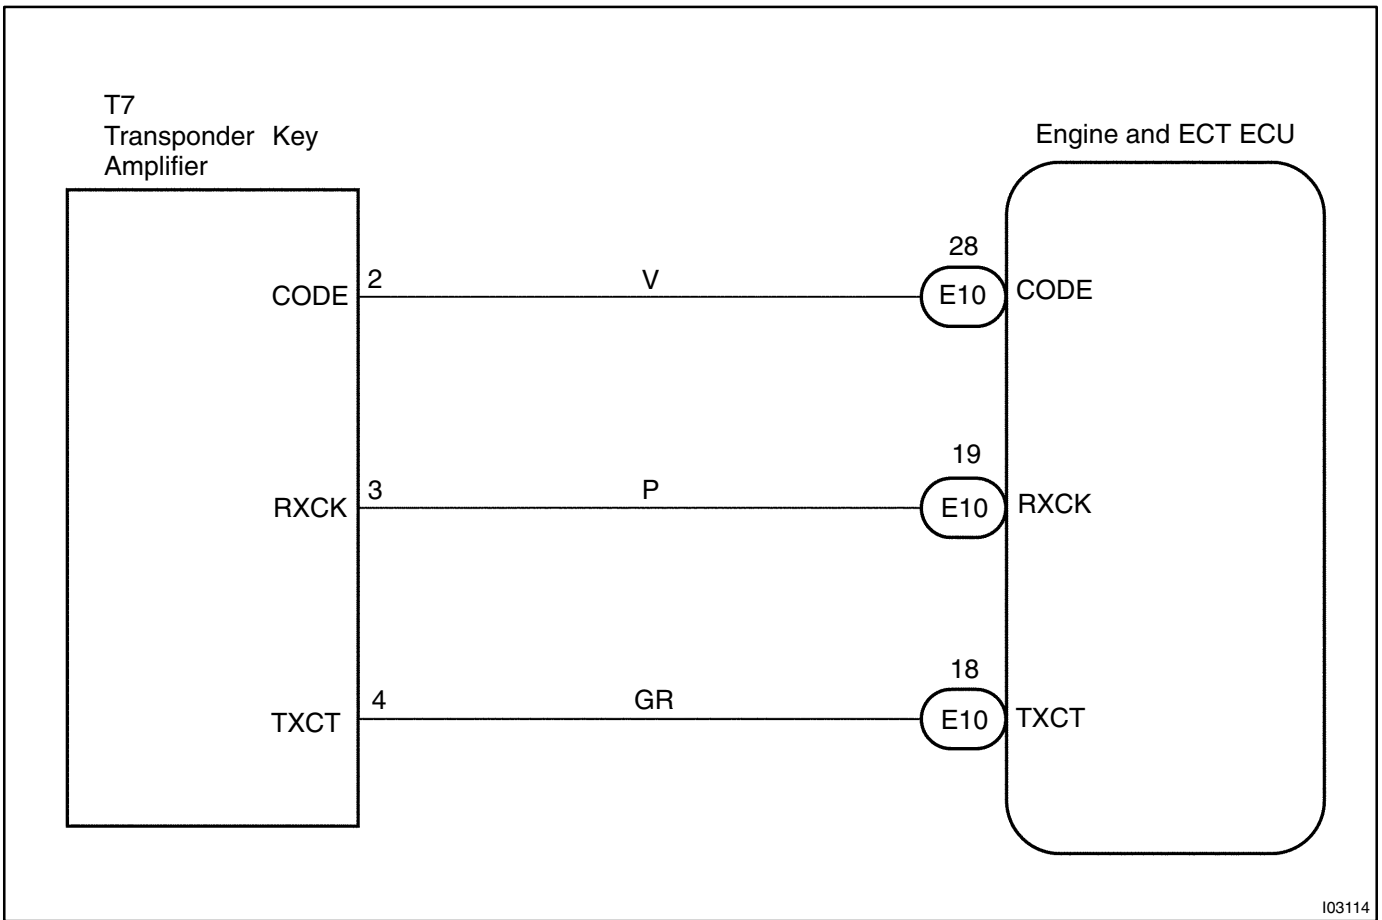 T7
Transponder Key
Amplifier
Engine and ECT ECU
28
2
V
CODE
E10
CODE
19
3
P
RXCK
E10
RXCK
18
4
GR
TXCT
E10
TXCT
I03114